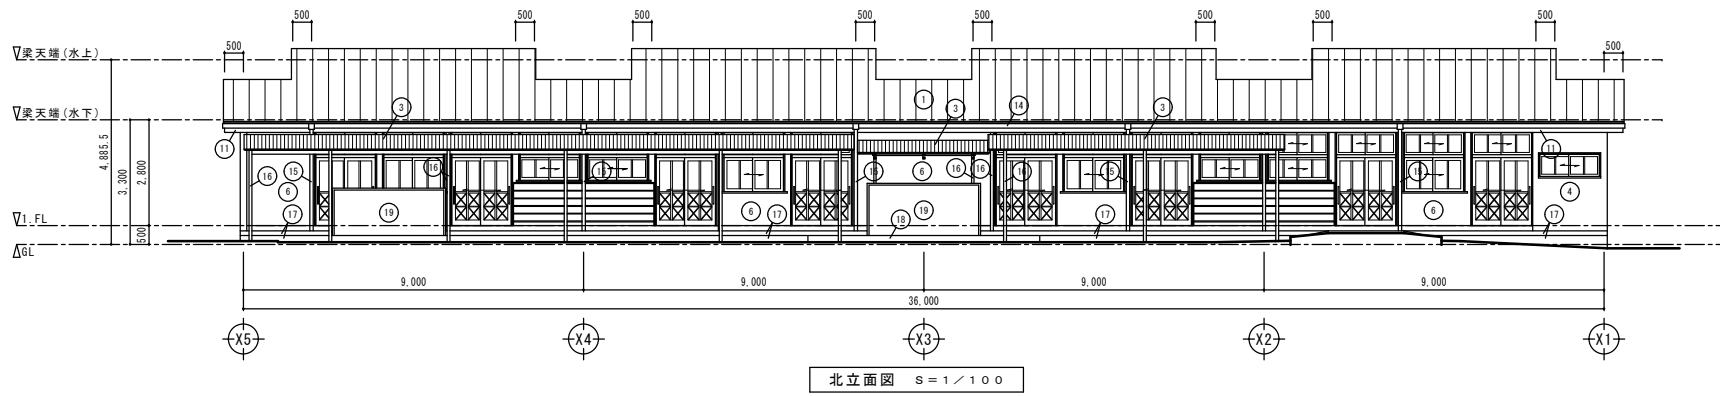 500 500 500 500 500 500 500 500
500 500
▽梁天端(水上)
① ③ ③ ⑭ ③
▽梁天端(水下)
4,885.5
3,300
2,800
500
⑪ ⑪
⑯ ⑮ ⑯ ⑮ ⑮ ⑥ ⑯ ⑯ ⑯ ⑮ ⑮ ④
⑥ ⑲ ⑥ ⑲ ⑥
⑰ ⑰ ⑱ ⑰ ⑰
▽1.FL
△GL
9,000 9,000 9,000 9,000
36,000
X5 X4 X3 X2 X1
北立面図 S=1/100